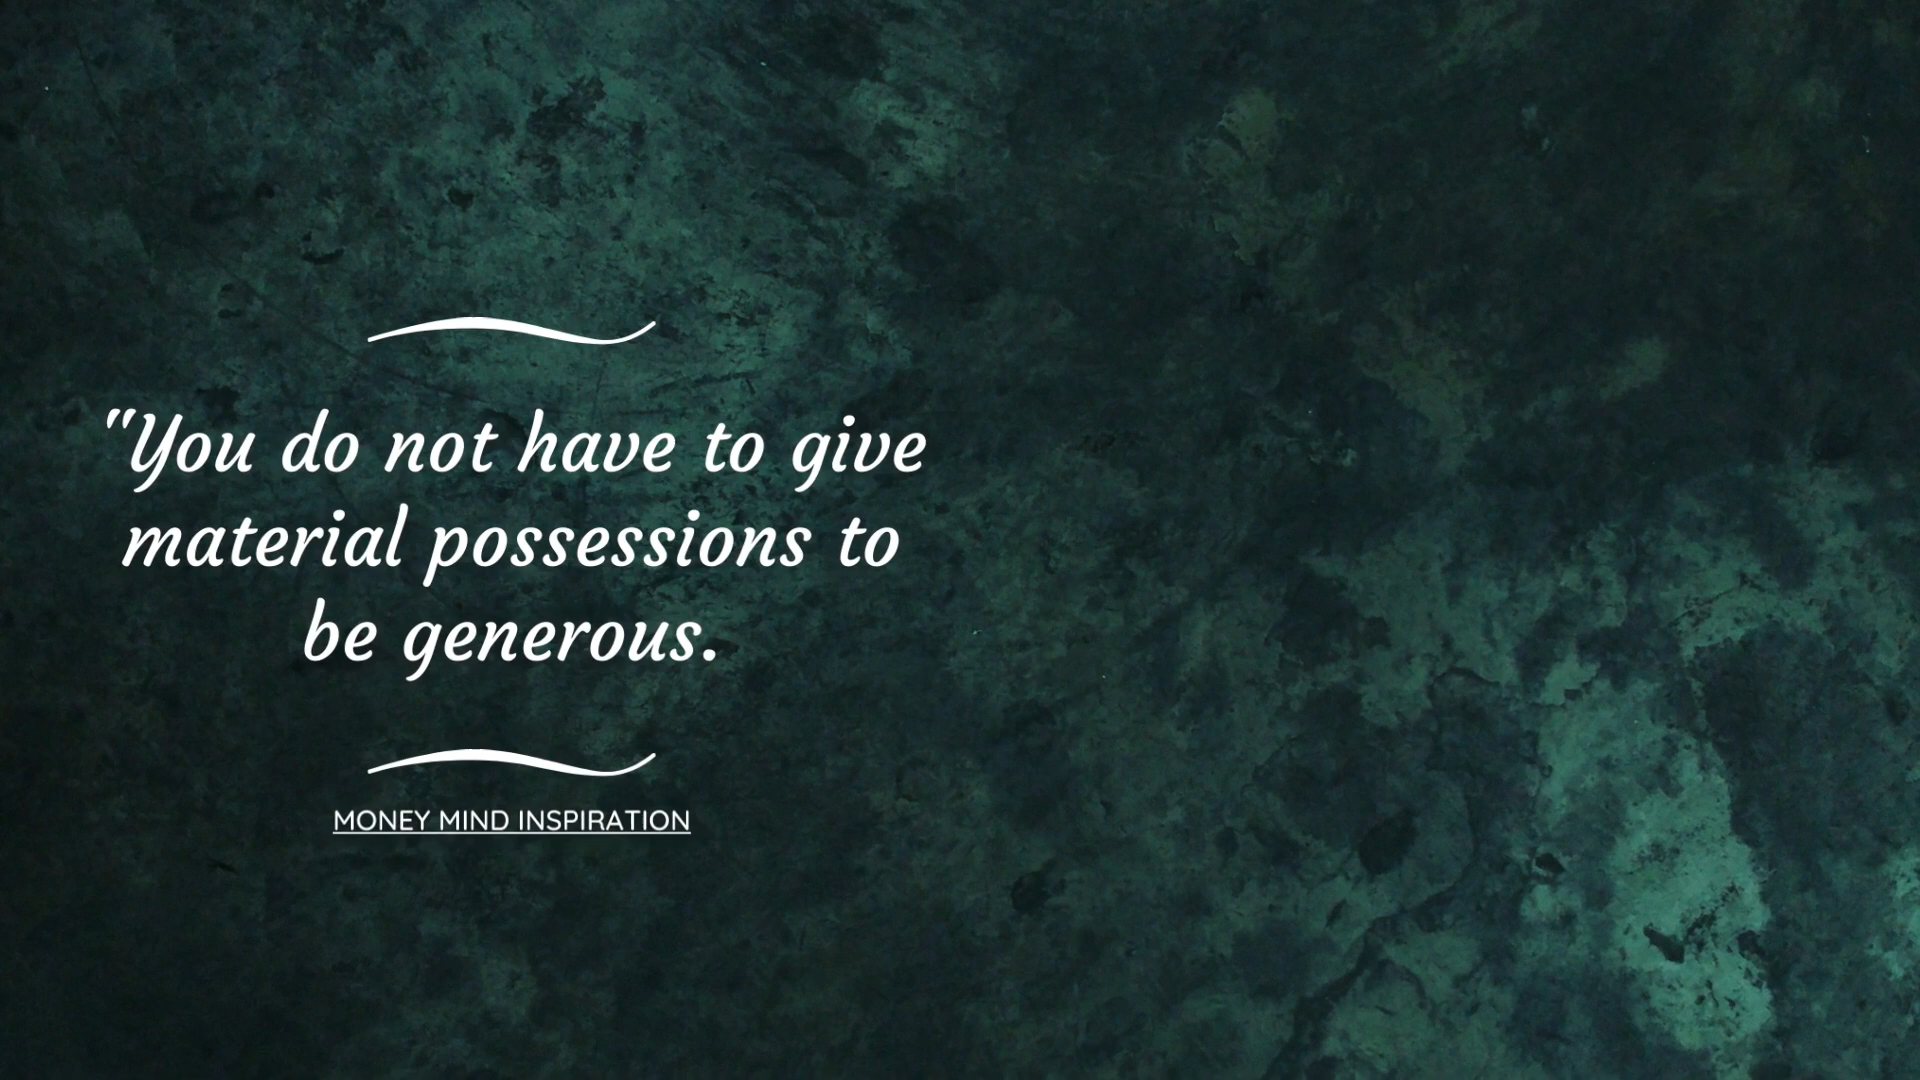 "You do not have to give
material possessions to
be generous.
MONEY MIND INSPIRATION